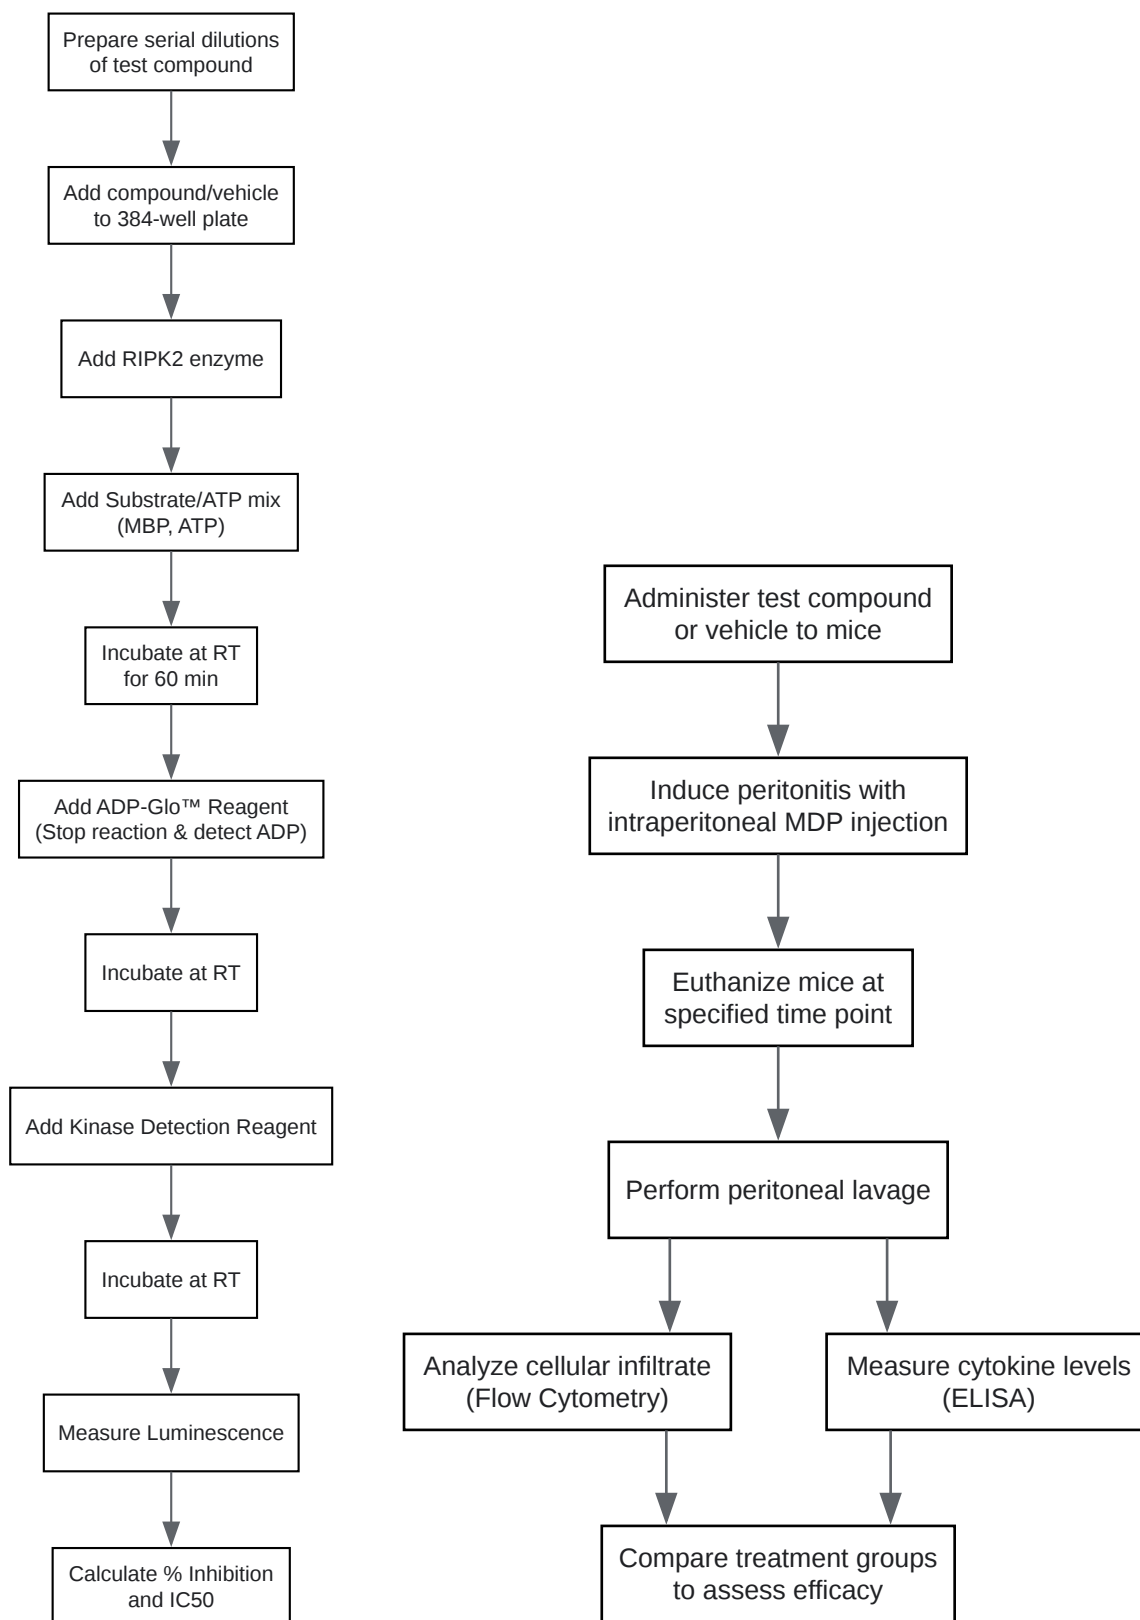 Prepare serial dilutions
of test compound
Add compound/vehicle
to 384-well plate
Add RIPK2 enzyme
Add Substrate/ATP mix
(MBP, ATP)
Incubate at RT
for 60 min
Add ADP-Glo™ Reagent
(Stop reaction & detect ADP)
Incubate at RT
Add Kinase Detection Reagent
Incubate at RT
Measure Luminescence
Calculate % Inhibition
and IC50
Administer test compound
or vehicle to mice
Induce peritonitis with
intraperitoneal MDP injection
Euthanize mice at
specified time point
Perform peritoneal lavage
Analyze cellular infiltrate
(Flow Cytometry)
Measure cytokine levels
(ELISA)
Compare treatment groups
to assess efficacy